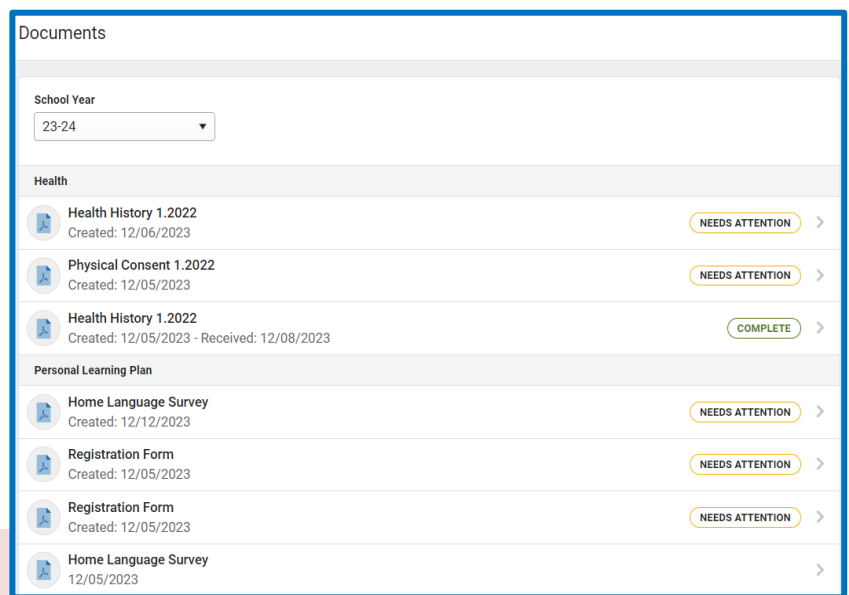 Documents
School Year
23-24
Health
Health History 1.2022
Created: 12/06/2023
NEEDS ATTENTION
Physical Consent 1.2022
Created: 12/05/2023
NEEDS ATTENTION
Health History 1.2022
Created: 12/05/2023 - Received: 12/08/2023
COMPLETE
Personal Learning Plan
Home Language Survey
Created: 12/12/2023
NEEDS ATTENTION
Registration Form
Created: 12/05/2023
NEEDS ATTENTION
Registration Form
Created: 12/05/2023
NEEDS ATTENTION
Home Language Survey
12/05/2023